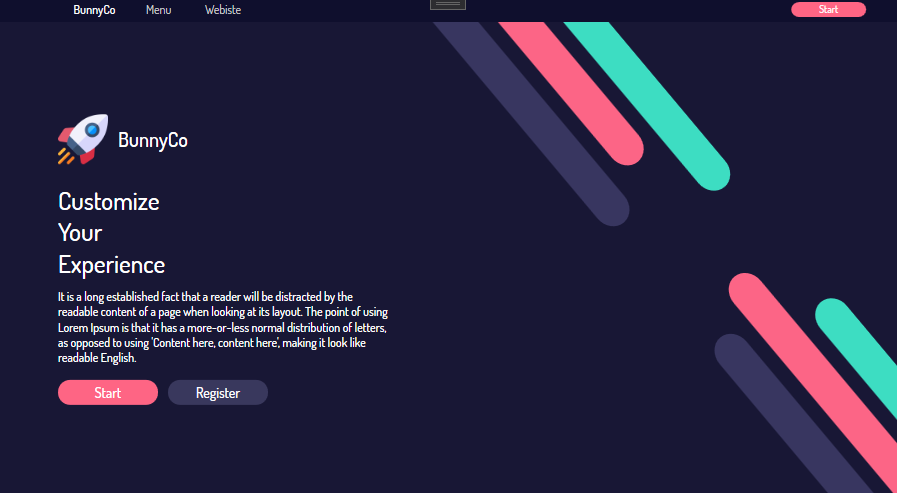 BunnyCo Menu Webiste Start
BunnyCo
Customize
Your
Experience
It is a long established fact that a reader will be distracted by the
readable content of a page when looking at its layout. The point of using
Lorem Ipsum is that it has a more-or-less normal distribution of letters,
as opposed to using 'Content here, content here', making it look like
readable English.
Start Register